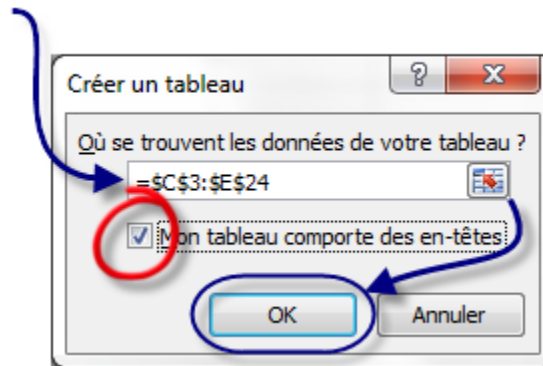 Créer un tableau
Où se trouvent les données de votre tableau ?
=$C$3:$E$24
Mon tableau comporte des en-têtes
OK
Annuler